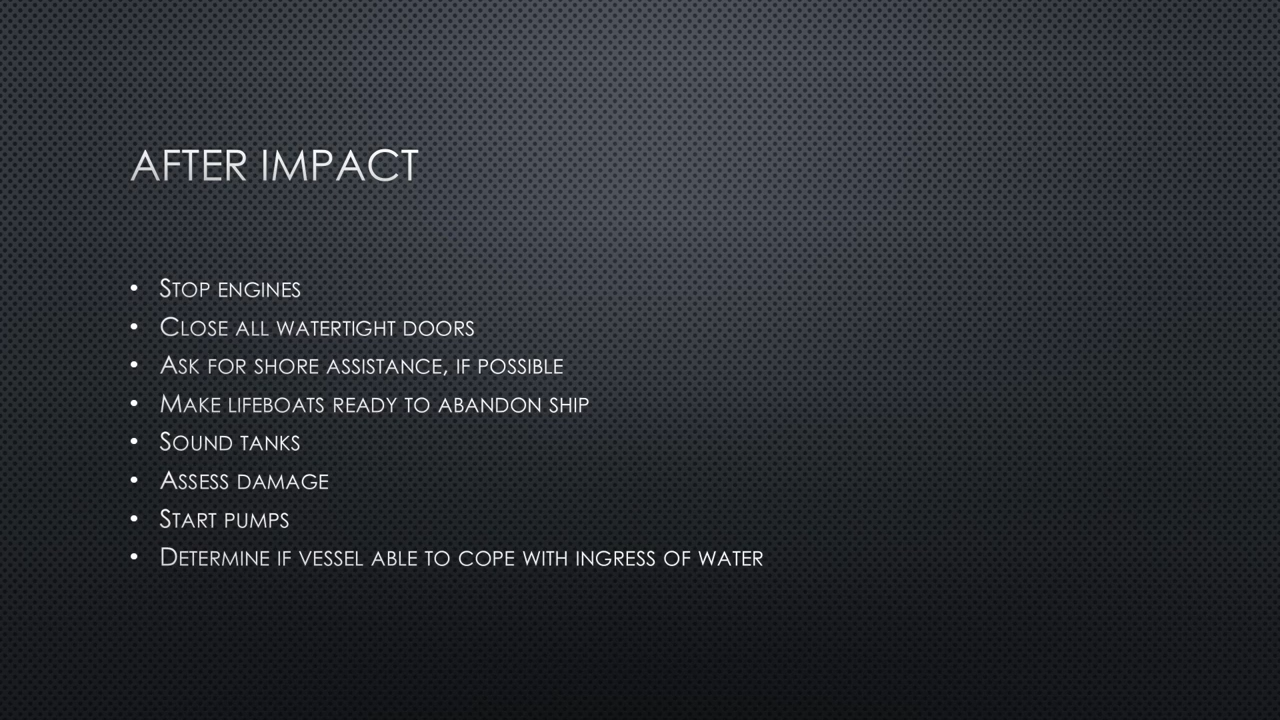 AFTER IMPACT
• STOP ENGINES
• CLOSE ALL WATERTIGHT DOORS
• ASK FOR SHORE ASSISTANCE, IF POSSIBLE
• MAKE LIFEBOATS READY TO ABANDON SHIP
• SOUND TANKS
• ASSESS DAMAGE
• START PUMPS
• DETERMINE IF VESSEL ABLE TO COPE WITH INGRESS OF WATER